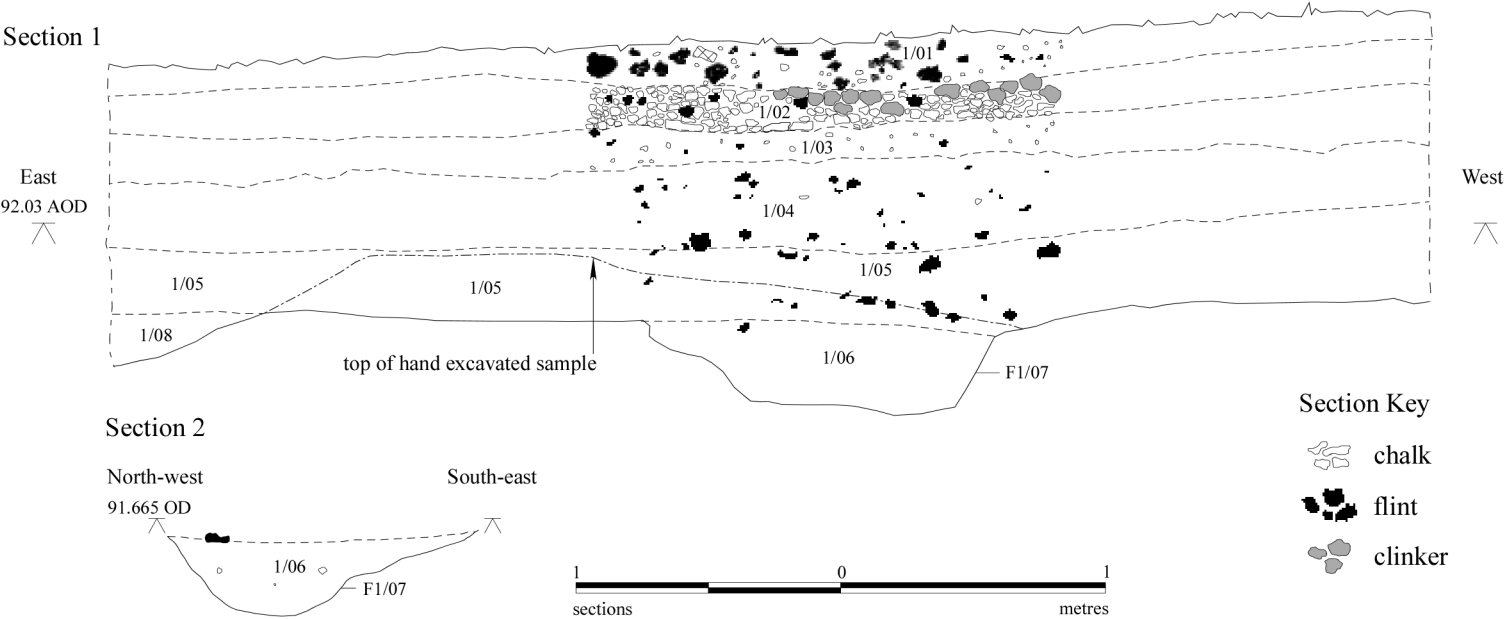 Section 1
1/01
1/02
1/03
East
92.03 AOD
West
1/04
1/05
1/05
1/05
1/08
1/06
top of hand excavated sample
F1/07
Section 2
North-west
South-east
91.665 OD
1/06
F1/07
1 0 1
sections metres
Section Key
chalk
flint
clinker